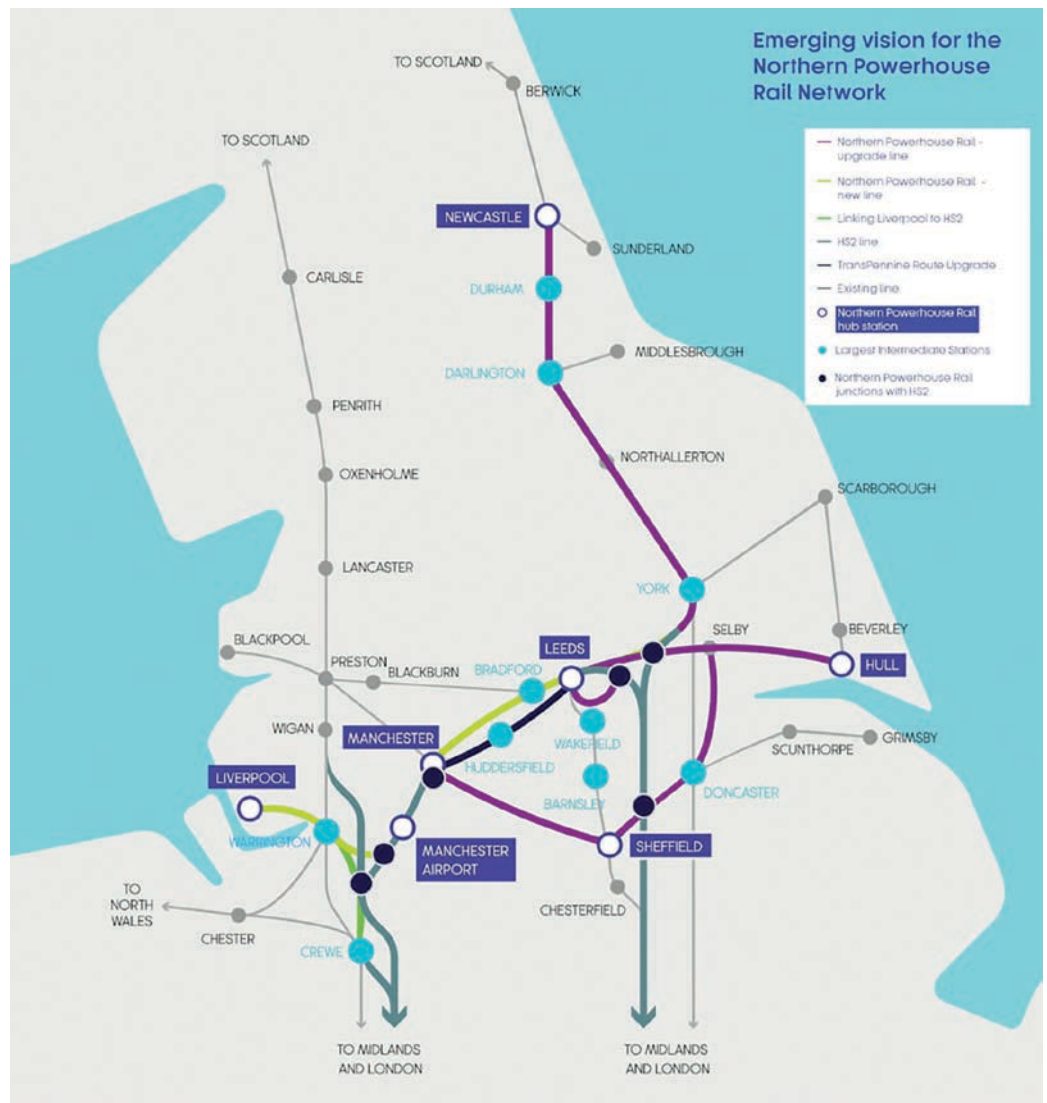 Emerging vision for the
Northern Powerhouse
Rail Network
Northern Powerhouse Rail -
upgrade line
Northern Powerhouse Rail -
new line
Linking Liverpool to HS2
HS2 line
TransPennine Route Upgrade
Existing line
Northern Powerhouse Rail
hub station
Largest Intermediate Stations
Northern Powerhouse Rail
junctions with HS2
TO SCOTLAND
BERWICK
TO SCOTLAND
NEWCASTLE
SUNDERLAND
CARLISLE
DURHAM
MIDDLESBROUGH
DARLINGTON
PENRITH
NORTHALLERTON
OXENHOLME
SCARBOROUGH
LANCASTER
YORK
BLACKPOOL
SELBY
BEVERLEY
LEEDS
HULL
PRESTON
BLACKBURN
BRADFORD
WIGAN
MANCHESTER
HUDDERSFIELD
WAKEFIELD
SCUNTHORPE
GRIMSBY
LIVERPOOL
BARNSLEY
DONCASTER
WARRINGTON
MANCHESTER
AIRPORT
SHEFFIELD
TO
NORTH
WALES
CHESTER
CHESTERFIELD
CREWE
TO MIDLANDS
AND LONDON
TO MIDLANDS
AND LONDON